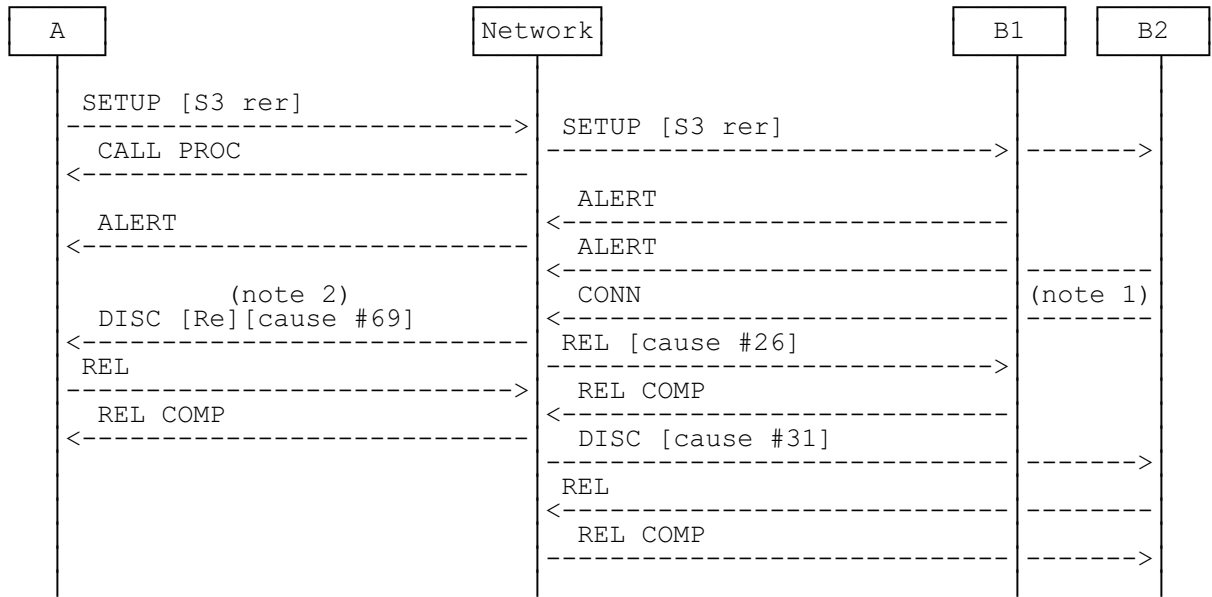 A Network B1 B2
SETUP [S3 rer]
SETUP [S3 rer]
CALL PROC
ALERT
ALERT
ALERT
(note 2) CONN (note 1)
DISC [Re][cause #69]
REL [cause #26]
REL
REL COMP
REL COMP
DISC [cause #31]
REL
REL COMP